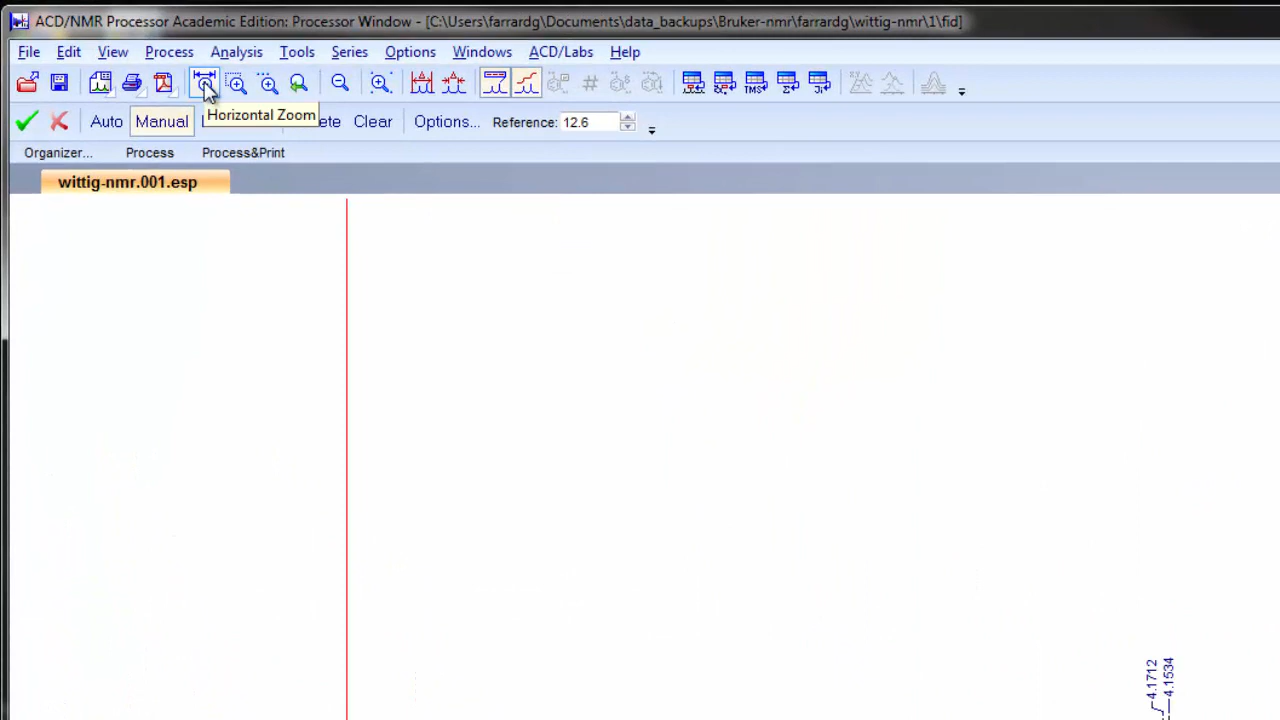 ACD/NMR Processor Academic Edition: Processor Window - [C:\Users\farrardg\Documents\data_backups\Bruker-nmr\farrardg\wittig-nmr\1\fid]
File Edit View Process Analysis Tools Series Options Windows ACD/Labs Help
Horizontal Zoom
Auto Manual Clear Options... Reference: 12.6
Organizer... Process Process&Print
wittig-nmr.001.esp
4.1712
4.1534